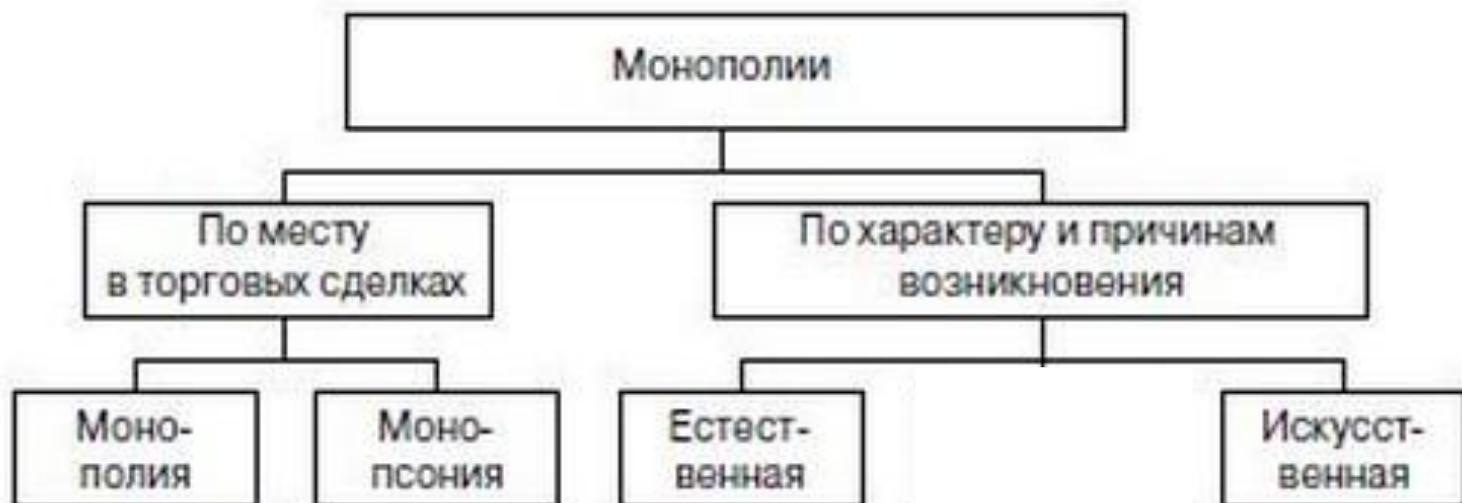 Монополии
По месту
в торговых сделках
По характеру и причинам
возникновения
Моно-
полия
Моно-
псония
Естест-
венная
Искусст-
венная